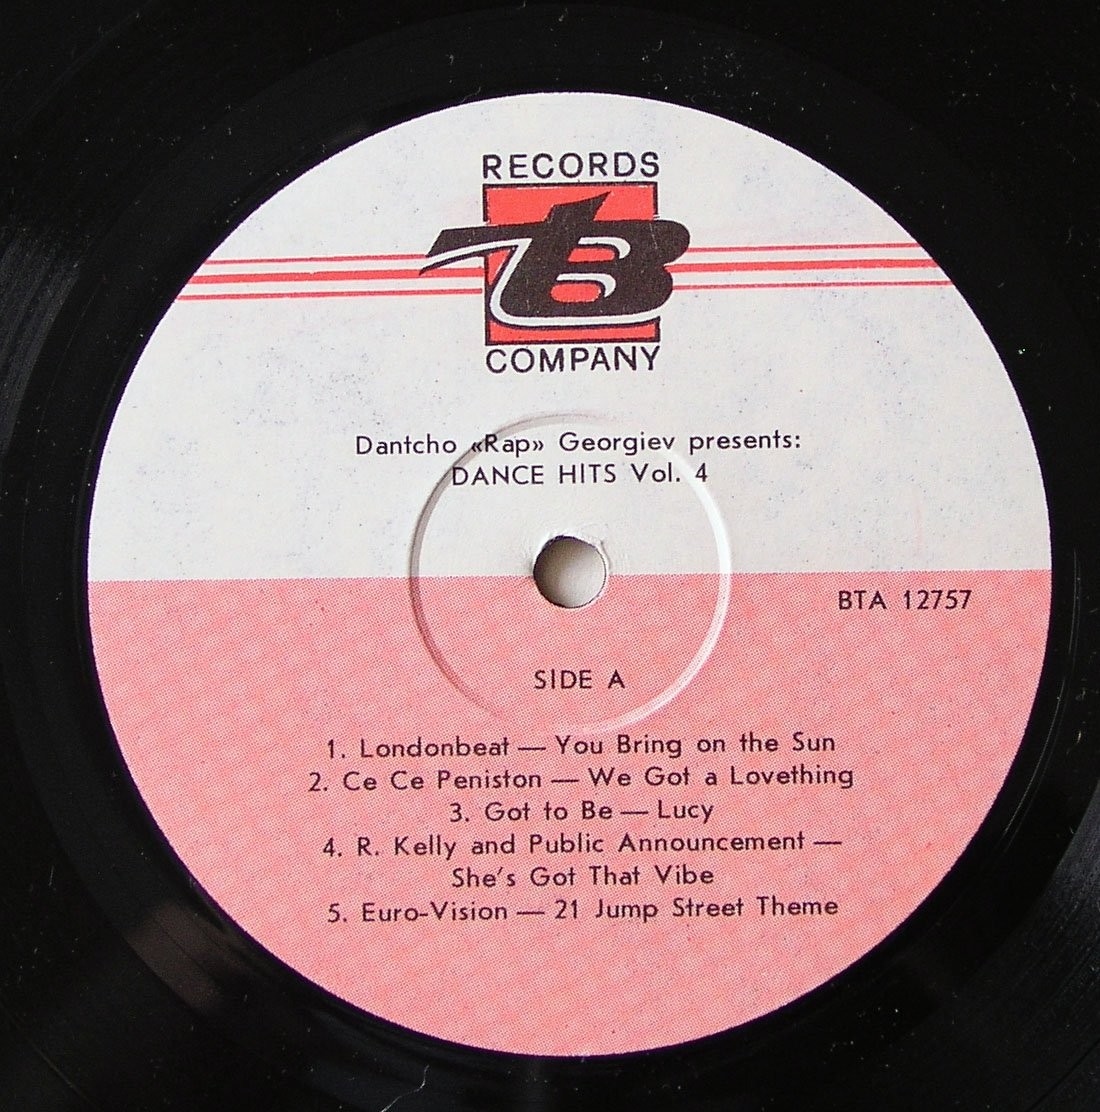 RECORDS
TB
COMPANY
Dantcho «Rap» Georgiev presents:
DANCE HITS Vol. 4
BTA 12757
SIDE A
1. Londonbeat — You Bring on the Sun
2. Ce Ce Peniston — We Got a Lovething
3. Got to Be — Lucy
4. R. Kelly and Public Announcement —
She's Got That Vibe
5. Euro-Vision — 21 Jump Street Theme